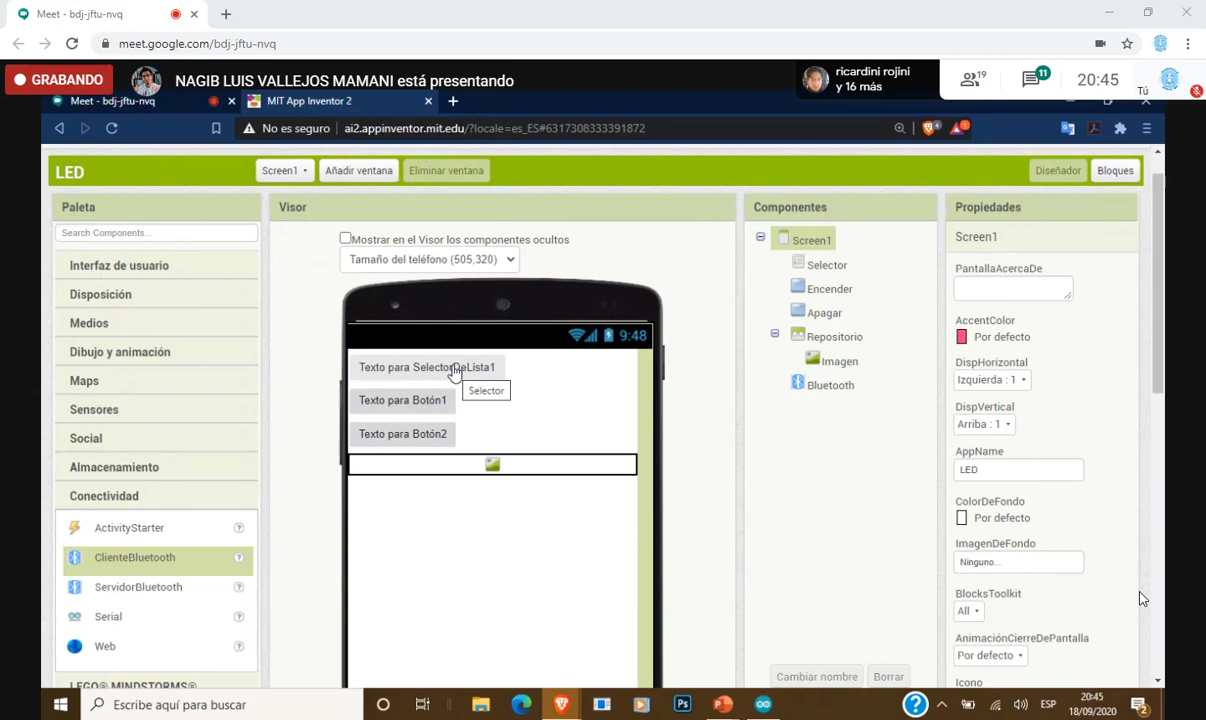 Meet - bdj-jftu-nvq
meet.google.com/bdj-jftu-nvq
GRABANDO
NAGIB LUIS VALLEJOS MAMANI está presentando
ricardini rojini
y 16 más
19
11
20:45
Tú
Meet - bdj-jftu-nvq
MIT App Inventor 2
No es seguro
ai2.appinventor.mit.edu/?locale=es_ES#6317308333391872
LED
Screen1
Añadir ventana
Eliminar ventana
Diseñador
Bloques
Paleta
Search Components...
Interfaz de usuario
Disposición
Medios
Dibujo y animación
Maps
Sensores
Social
Almacenamiento
Conectividad
ActivityStarter
ClienteBluetooth
ServidorBluetooth
Serial
Web
LEGO® MINDSTORMS®
Visor
Mostrar en el Visor los componentes ocultos
Tamaño del teléfono (505,320)
9:48
Texto para SelectorDeLista1
Selector
Texto para Botón1
Texto para Botón2
Componentes
Screen1
Selector
Encender
Apagar
Repositorio
Imagen
Bluetooth
Cambiar nombre
Borrar
Propiedades
Screen1
PantallaAcercaDe
AccentColor
Por defecto
DispHorizontal
Izquierda : 1
DispVertical
Arriba : 1
AppName
LED
ColorDeFondo
Por defecto
ImagenDeFondo
Ninguno...
BlocksToolkit
All
AnimaciónCierreDePantalla
Por defecto
Icono
Escribe aquí para buscar
ESP
20:45
18/09/2020
2